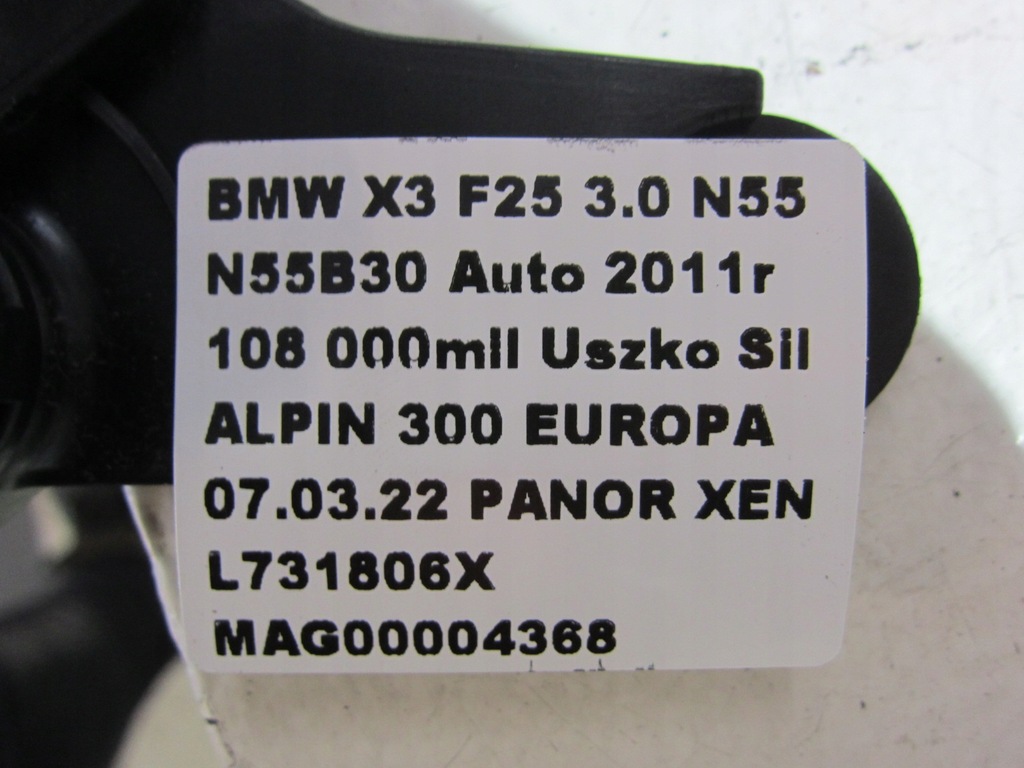 BMW X3 F25 3.0 N55
N55B30 Auto 2011r
108 000mil Uszko Sil
ALPIN 300 EUROPA
07.03.22 PANOR XEN
L731806X
MAG00004368